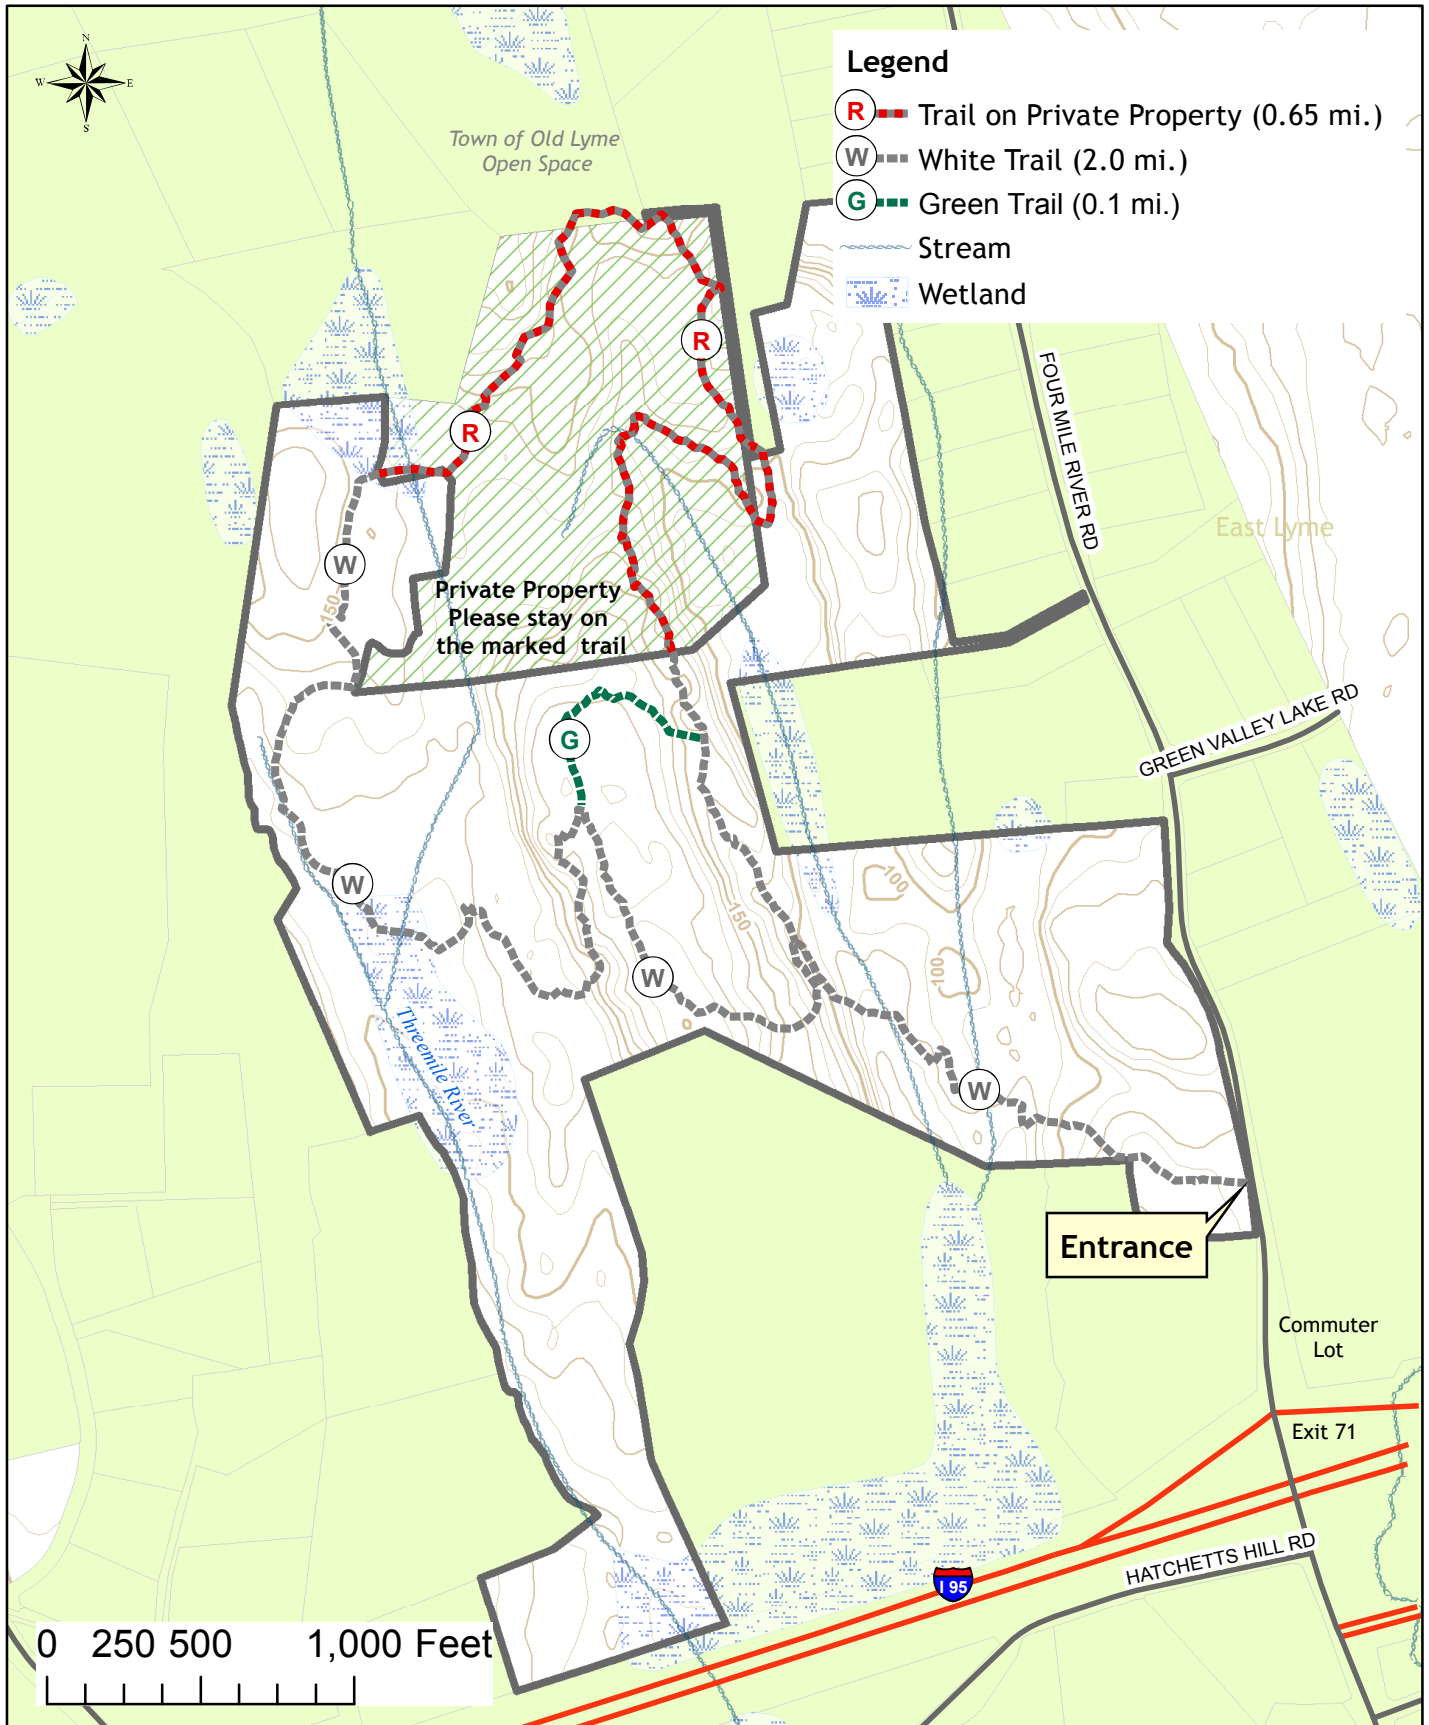 N
W
E
S
Legend
R Trail on Private Property (0.65 mi.)
W White Trail (2.0 mi.)
G Green Trail (0.1 mi.)
Stream
Wetland
Town of Old Lyme
Open Space
R
R
FOUR MILE RIVER RD
East Lyme
W
150
Private Property
Please stay on
the marked trail
G
GREEN VALLEY LAKE RD
W
100
150
W
100
Threemile River
W
Entrance
Commuter
Lot
Exit 71
I 95
HATCHETTS HILL RD
0 250 500 1,000 Feet